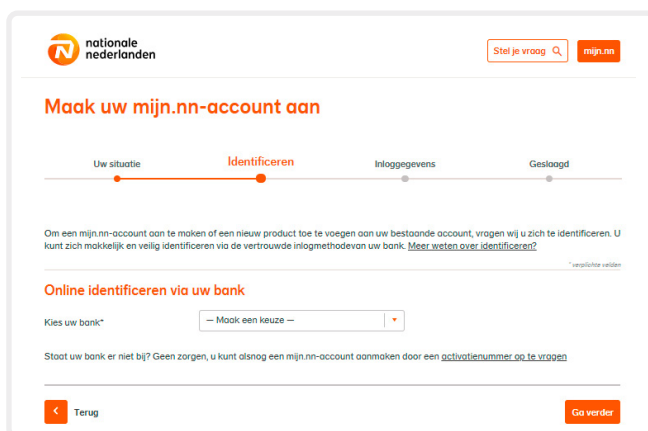 nationale
nederlanden
Stel je vraag
mijn.nn
Maak uw mijn.nn-account aan
Uw situatie Identificeren Inloggegevens Geslaagd
Om een mijn.nn-account aan te maken of een nieuw product toe te voegen aan uw bestaande account, vragen wij u zich te identificeren. U
kunt zich makkelijk en veilig identificeren via de vertrouwde inlogmethodevan uw bank. Meer weten over identificeren?
* verplichte velden
Online identificeren via uw bank
Kies uw bank* — Maak een keuze —
Staat uw bank er niet bij? Geen zorgen, u kunt alsnog een mijn.nn-account aanmaken door een activatienummer op te vragen
Terug
Ga verder